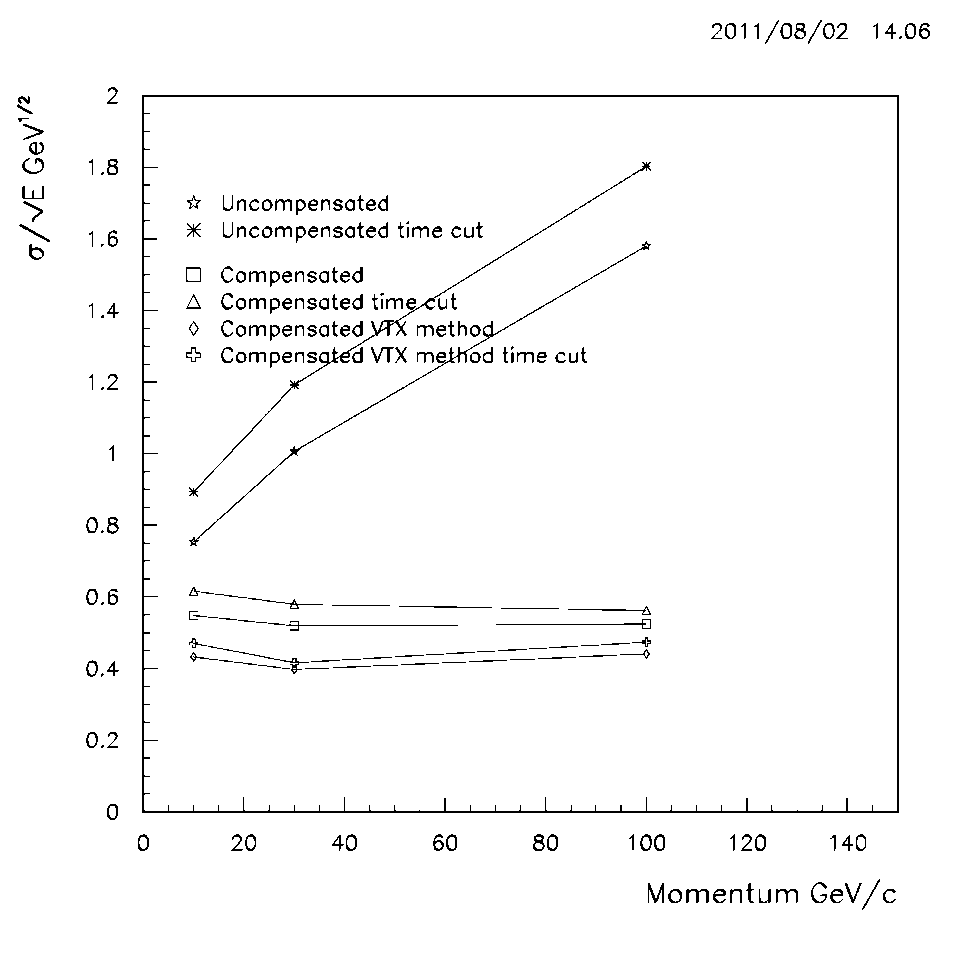 2011/08/02 14.06
σ/√E GeV^1/2
2
1.8
1.6
1.4
1.2
1
0.8
0.6
0.4
0.2
0
Uncompensated
Uncompensated time cut
Compensated
Compensated time cut
Compensated VTX method
Compensated VTX method time cut
0 20 40 60 80 100 120 140
Momentum GeV/c